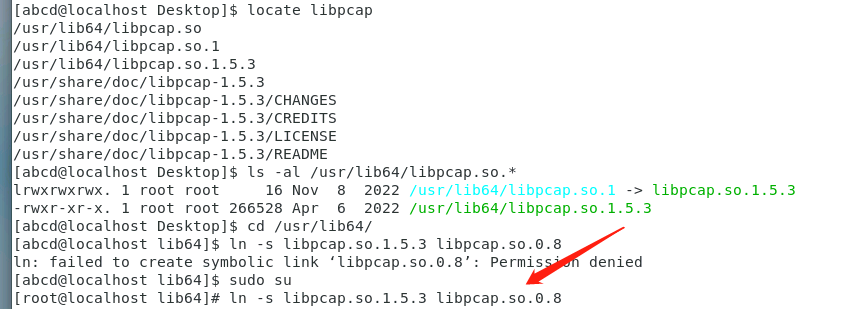 [abcd@localhost Desktop]$ locate libpcap
/usr/lib64/libpcap.so
/usr/lib64/libpcap.so.1
/usr/lib64/libpcap.so.1.5.3
/usr/share/doc/libpcap-1.5.3
/usr/share/doc/libpcap-1.5.3/CHANGES
/usr/share/doc/libpcap-1.5.3/CREDITS
/usr/share/doc/libpcap-1.5.3/LICENSE
/usr/share/doc/libpcap-1.5.3/README
[abcd@localhost Desktop]$ ls -al /usr/lib64/libpcap.so.*
lrwxrwxrwx. 1 root root     16 Nov  8  2022 /usr/lib64/libpcap.so.1 -> libpcap.so.1.5.3
-rwxr-xr-x. 1 root root 266528 Apr  6  2022 /usr/lib64/libpcap.so.1.5.3
[abcd@localhost Desktop]$ cd /usr/lib64/
[abcd@localhost lib64]$ ln -s libpcap.so.1.5.3 libpcap.so.0.8
ln: failed to create symbolic link ‘libpcap.so.0.8’: Permission denied
[abcd@localhost lib64]$ sudo su
[root@localhost lib64]# ln -s libpcap.so.1.5.3 libpcap.so.0.8